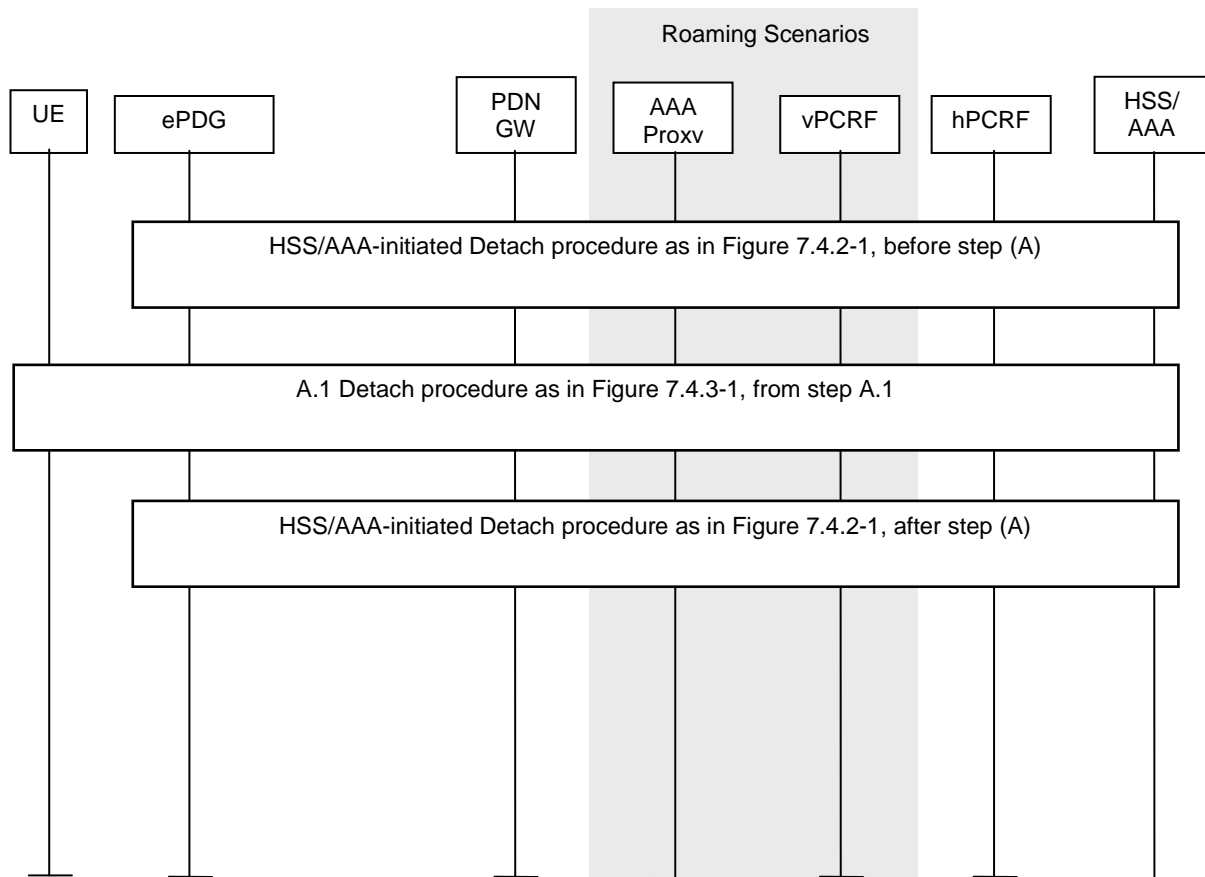 Roaming Scenarios
UE
ePDG
PDN
GW
AAA
Proxv
vPCRF
hPCRF
HSS/
AAA
HSS/AAA-initiated Detach procedure as in Figure 7.4.2-1, before step (A)
A.1 Detach procedure as in Figure 7.4.3-1, from step A.1
HSS/AAA-initiated Detach procedure as in Figure 7.4.2-1, after step (A)